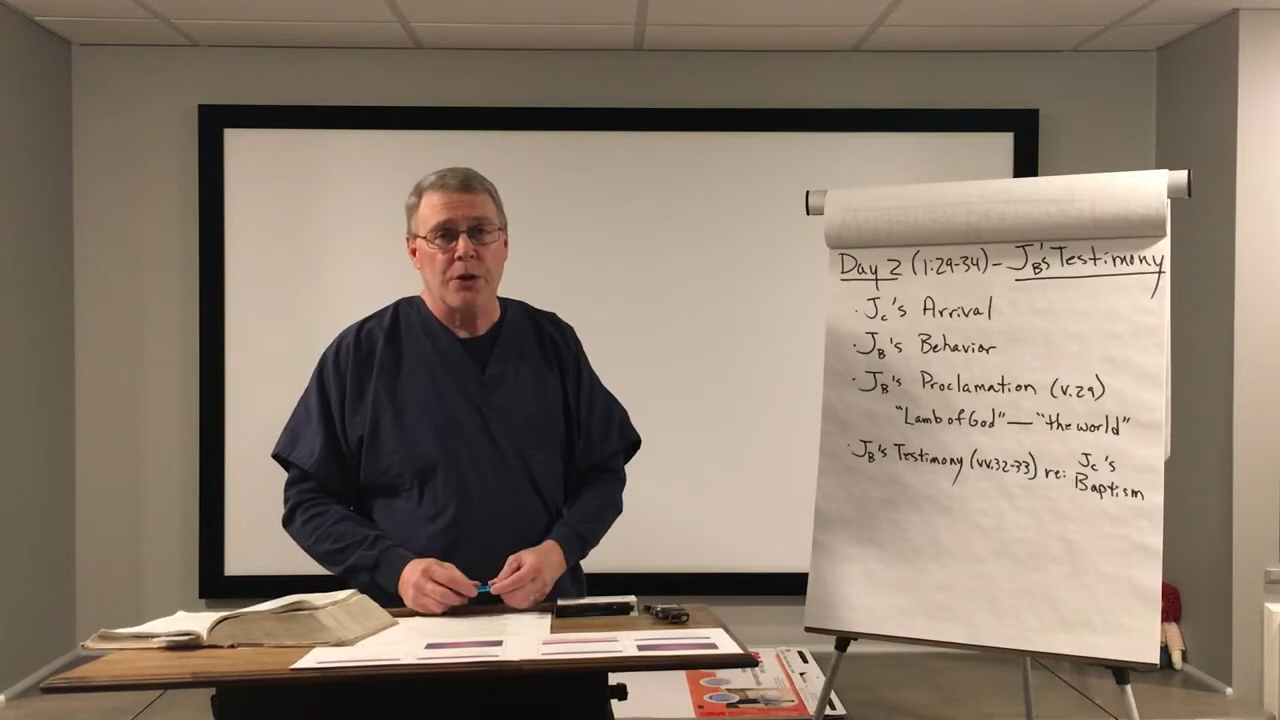 Day 2 (1:29-34) - JB's Testimony
· Jc's Arrival
· JB's Behavior
· JB's Proclamation (v.29)
"Lamb of God" — "the world"
· JB's Testimony (vv.32-33) re: Jc's Baptism